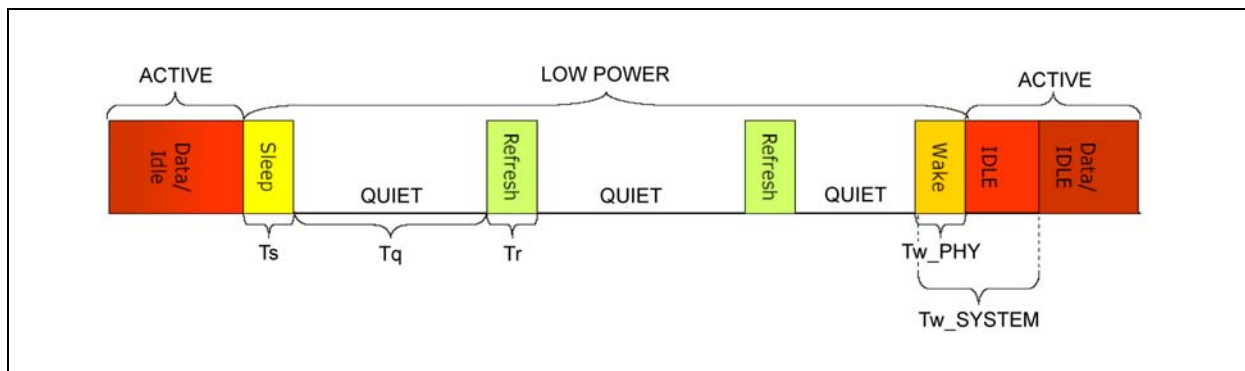 ACTIVE
LOW POWER
ACTIVE
Data/
Idle
Sleep
QUIET
Refresh
QUIET
Refresh
QUIET
Wake
IDLE
Data/
IDLE
Ts
Tq
Tr
Tw_PHY
Tw_SYSTEM